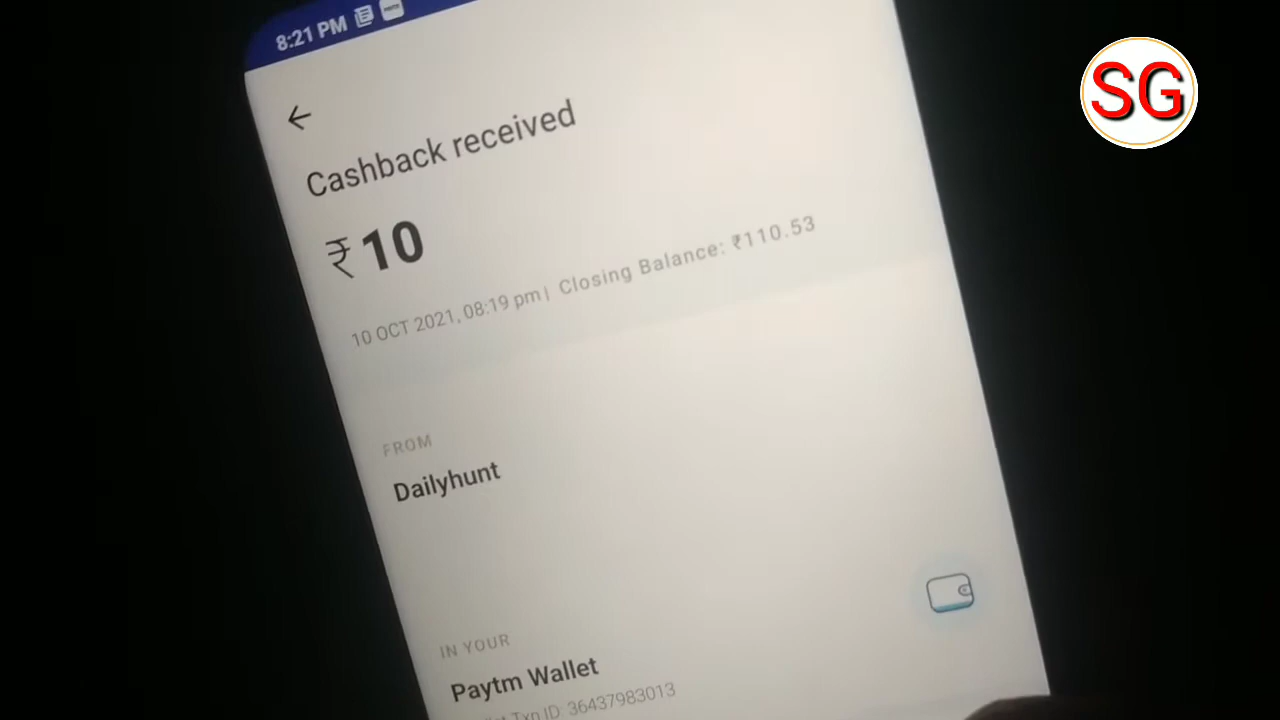 8:21 PM
SG
Cashback received
₹10
10 OCT 2021, 08:19 pm| Closing Balance: ₹110.53
FROM
Dailyhunt
IN YOUR
Paytm Wallet
Txn ID: 36437983013